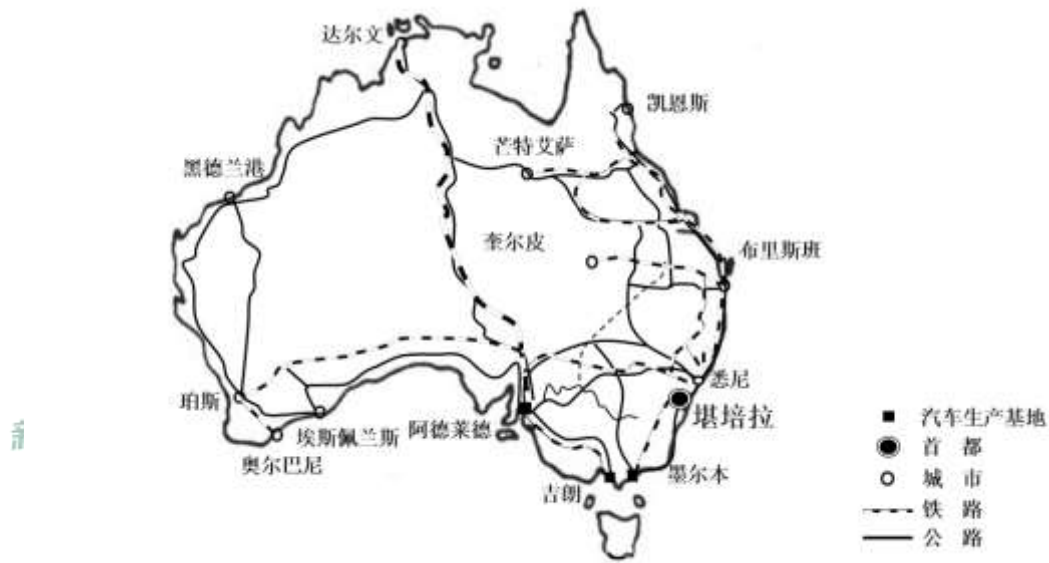 达尔文
凯恩斯
芒特艾萨
黑德兰港
奎尔皮
布里斯班
悉尼
珀斯
堪培拉
埃斯佩兰斯
阿德莱德
奥尔巴尼
吉朗
墨尔本
汽车生产基地
首都
城市
铁路
公路